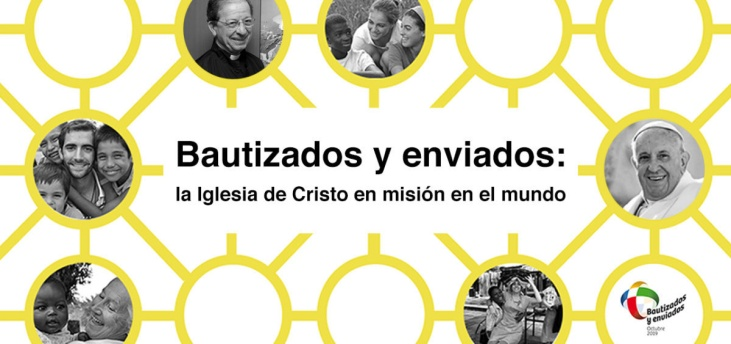 Bautizados y enviados:
la Iglesia de Cristo en misión en el mundo
Bautizados
y enviados
Octubre
2019